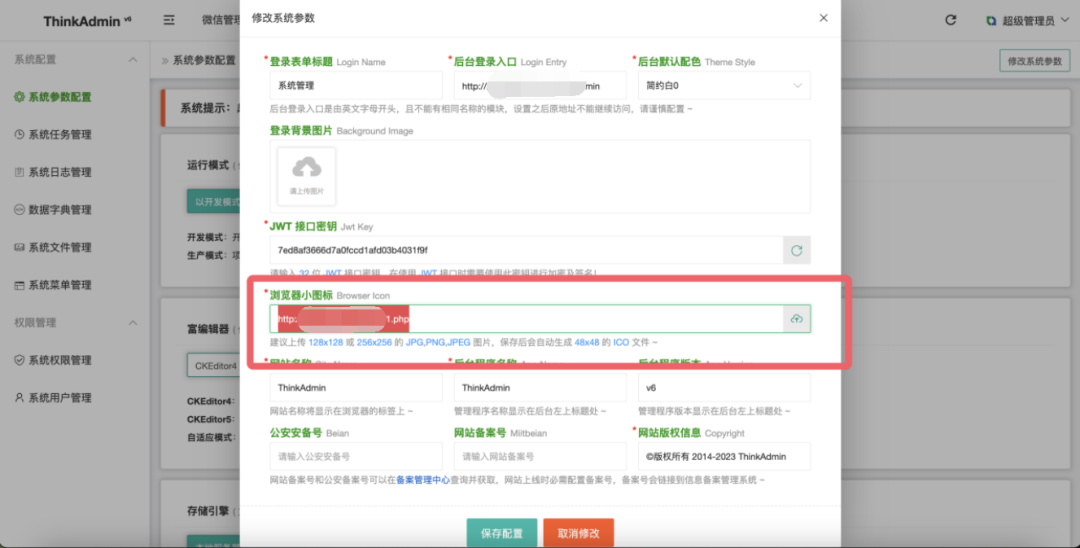 ThinkAdmin v6
微信管理
修改系统参数
超级管理员
系统配置
系统参数配置
修改系统参数
系统参数配置
系统任务管理
系统日志管理
数据字典管理
系统文件管理
系统菜单管理
权限管理
系统权限管理
系统用户管理
系统提示：
运行模式
以开发模式
开发模式：
生产模式：
富编辑器
CKEditor4
CKEditor4：
CKEditor5：
自适应模式：
存储引擎
*登录表单标题 Login Name
*后台登录入口 Login Entry
*后台默认配色 Theme Style
系统管理
http://
min
简约白0
后台登录入口是由英文字母开头，且不能有相同名称的模块，设置之后原地址不能继续访问，请谨慎配置 ~
登录背景图片 Background Image
请上传图片
*JWT 接口密钥 Jwt Key
7ed8af3666d7a0fccd1afd03b4031f9f
请输入 32 位 JWT 接口密钥，在使用 JWT 接口时需要使用此密钥进行加密及签名！
*浏览器小图标 Browser Icon
http:
1.php
建议上传 128x128 或 256x256 的 JPG,PNG,JPEG 图片，保存后会自动生成 48x48 的 ICO 文件 ~
*网站名称
*后台程序名称
后台程序版本
ThinkAdmin
ThinkAdmin
v6
网站名称将显示在浏览器的标签上 ~
管理程序名称显示在后台左上标题处 ~
管理程序版本显示在后台左上标题处 ~
公安安备号 Beian
网站备案号 Miitbeian
*网站版权信息 Copyright
请输入公安安备号
请输入网站备案号
©版权所有 2014-2023 ThinkAdmin
网站备案号和公安备案号可以在备案管理中心查询并获取，网站上线时必需配置备案号，备案号会链接到信息备案管理系统 ~
保存配置
取消修改